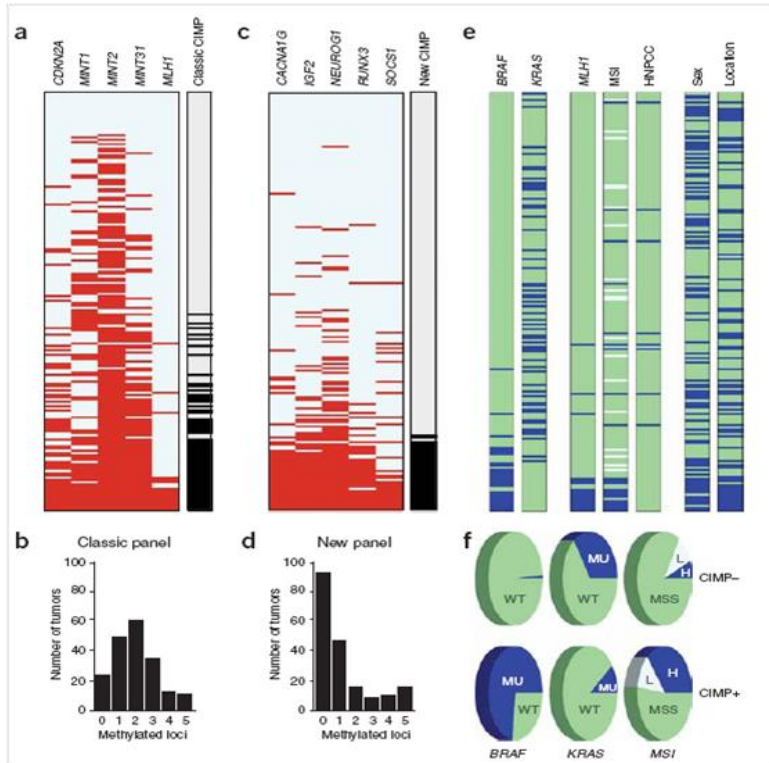 a
CDKN2A
MINT1
MINT2
MINT31
MLH1
Classic CIMP
c
CACNA1G
IGF2
NEUROG1
RUNX3
SOCS1
New CIMP
e
BRAF
KRAS
MLH1
MSI
HNPCC
Sex
Location
b
Classic panel
Number of tumors
100
80
60
40
20
0
0 1 2 3 4 5
Methylated loci
d
New panel
Number of tumors
100
80
60
40
20
0
0 1 2 3 4 5
Methylated loci
f
WT
MU
WT
L
H
MSS
CIMP–
MU
WT
WT
MU
L
H
MSS
CIMP+
BRAF
KRAS
MSI